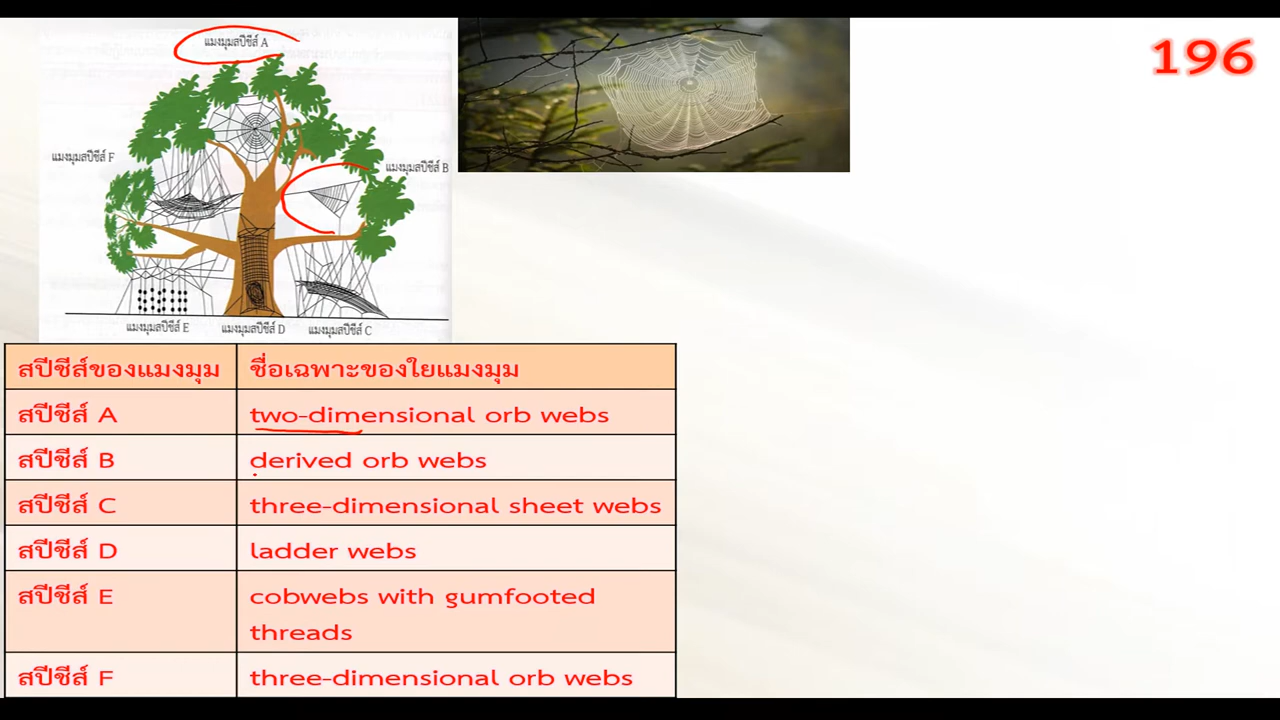 แมงมุมสปีชีส์ A
196
แมงมุมสปีชีส์ F
แมงมุมสปีชีส์ B
แมงมุมสปีชีส์ E
แมงมุมสปีชีส์ D
แมงมุมสปีชีส์ C
สปีชีส์ของแมงมุม ชื่อเฉพาะของใยแมงมุม
สปีชีส์ A two-dimensional orb webs
สปีชีส์ B derived orb webs
สปีชีส์ C three-dimensional sheet webs
สปีชีส์ D ladder webs
สปีชีส์ E cobwebs with gumfooted
threads
สปีชีส์ F three-dimensional orb webs